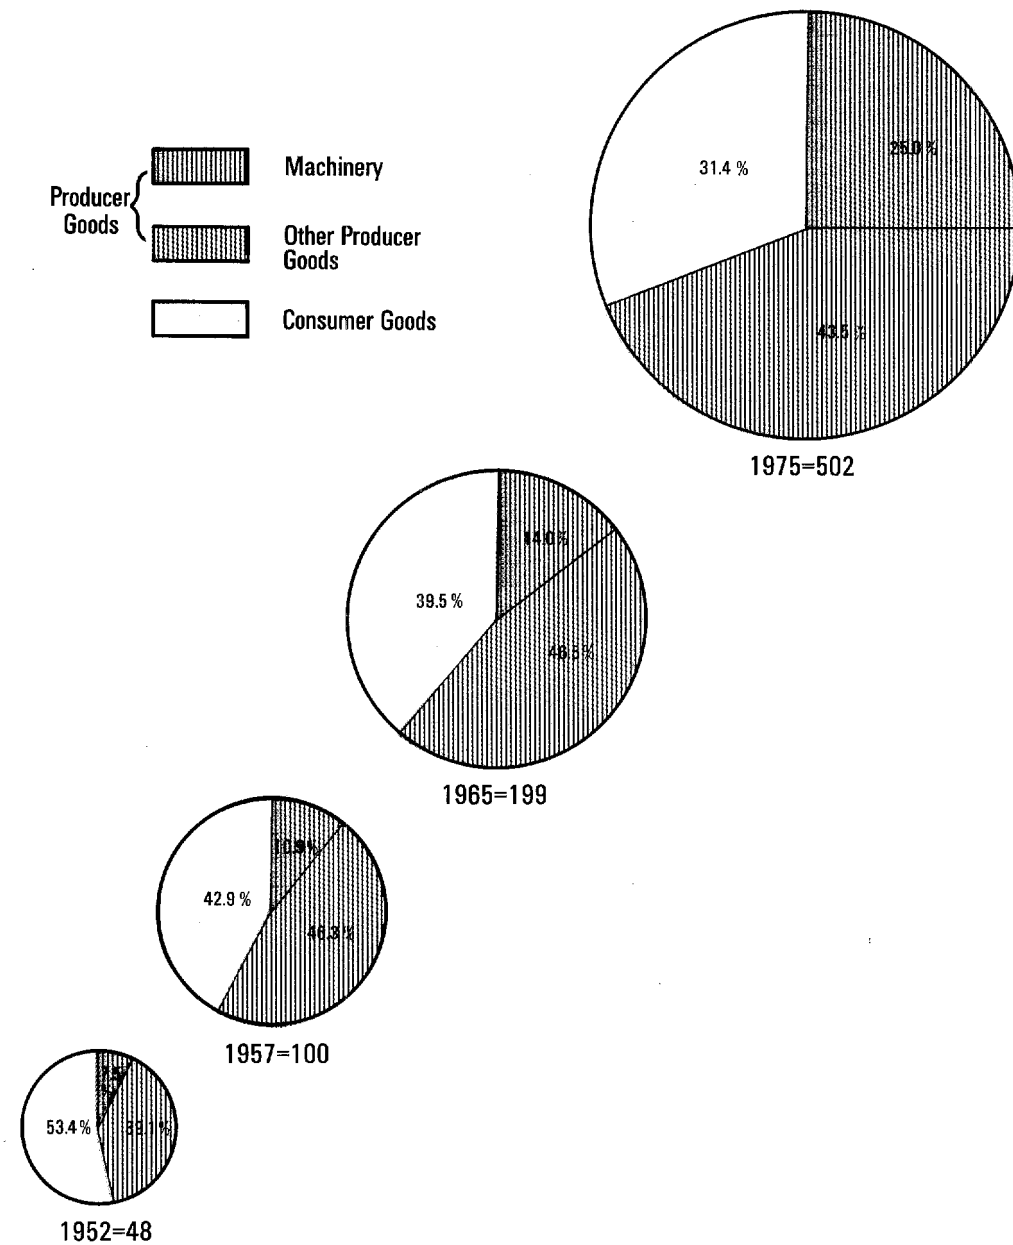 Machinery
Producer
Goods
Other Producer
Goods
Consumer Goods
31.4 %
25.0 %
43.5 %
1975=502
39.5 %
14.0 %
46.5 %
1965=199
42.9 %
10.9 %
46.3 %
1957=100
53.4 %
39.1 %
1952=48